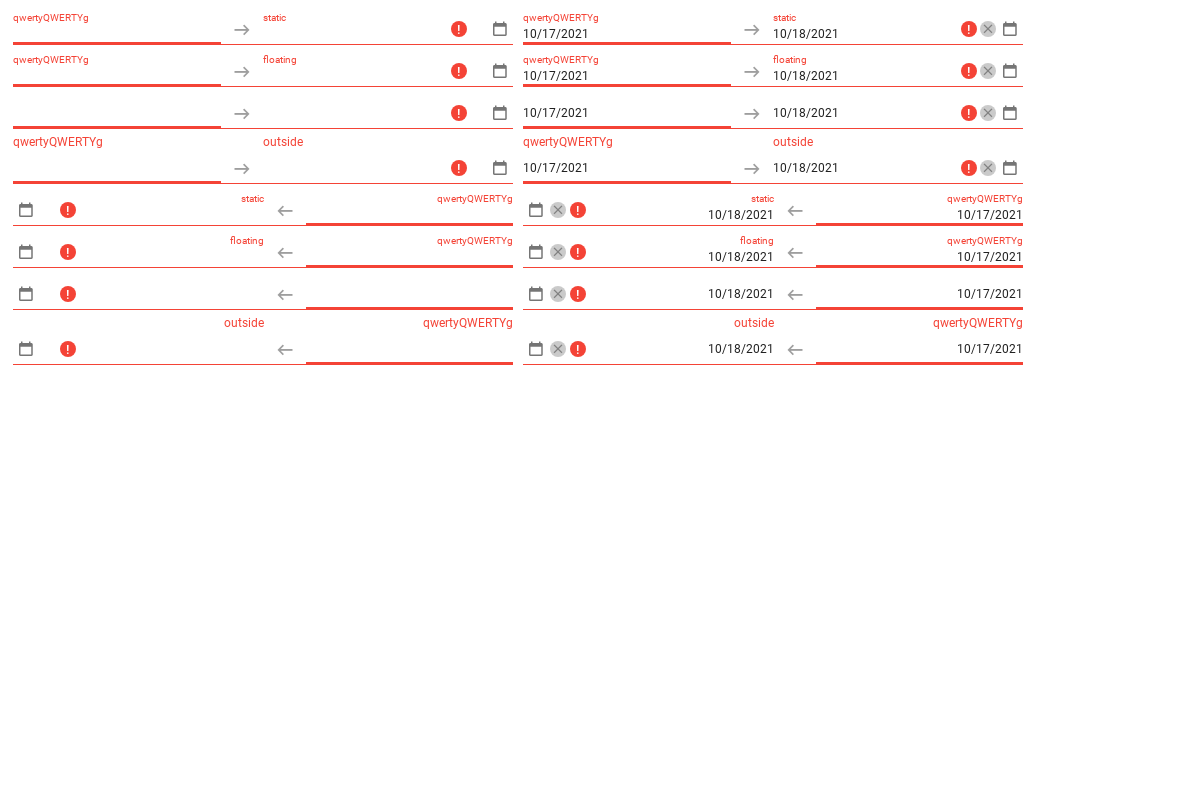 qwertyQWERTYg static qwertyQWERTYg static
10/17/2021 10/18/2021
qwertyQWERTYg floating qwertyQWERTYg floating
10/17/2021 10/18/2021
10/17/2021 10/18/2021
qwertyQWERTYg outside qwertyQWERTYg outside
10/17/2021 10/18/2021
static qwertyQWERTYg static qwertyQWERTYg
10/18/2021 10/17/2021
floating qwertyQWERTYg floating qwertyQWERTYg
10/18/2021 10/17/2021
10/18/2021 10/17/2021
outside qwertyQWERTYg outside qwertyQWERTYg
10/18/2021 10/17/2021